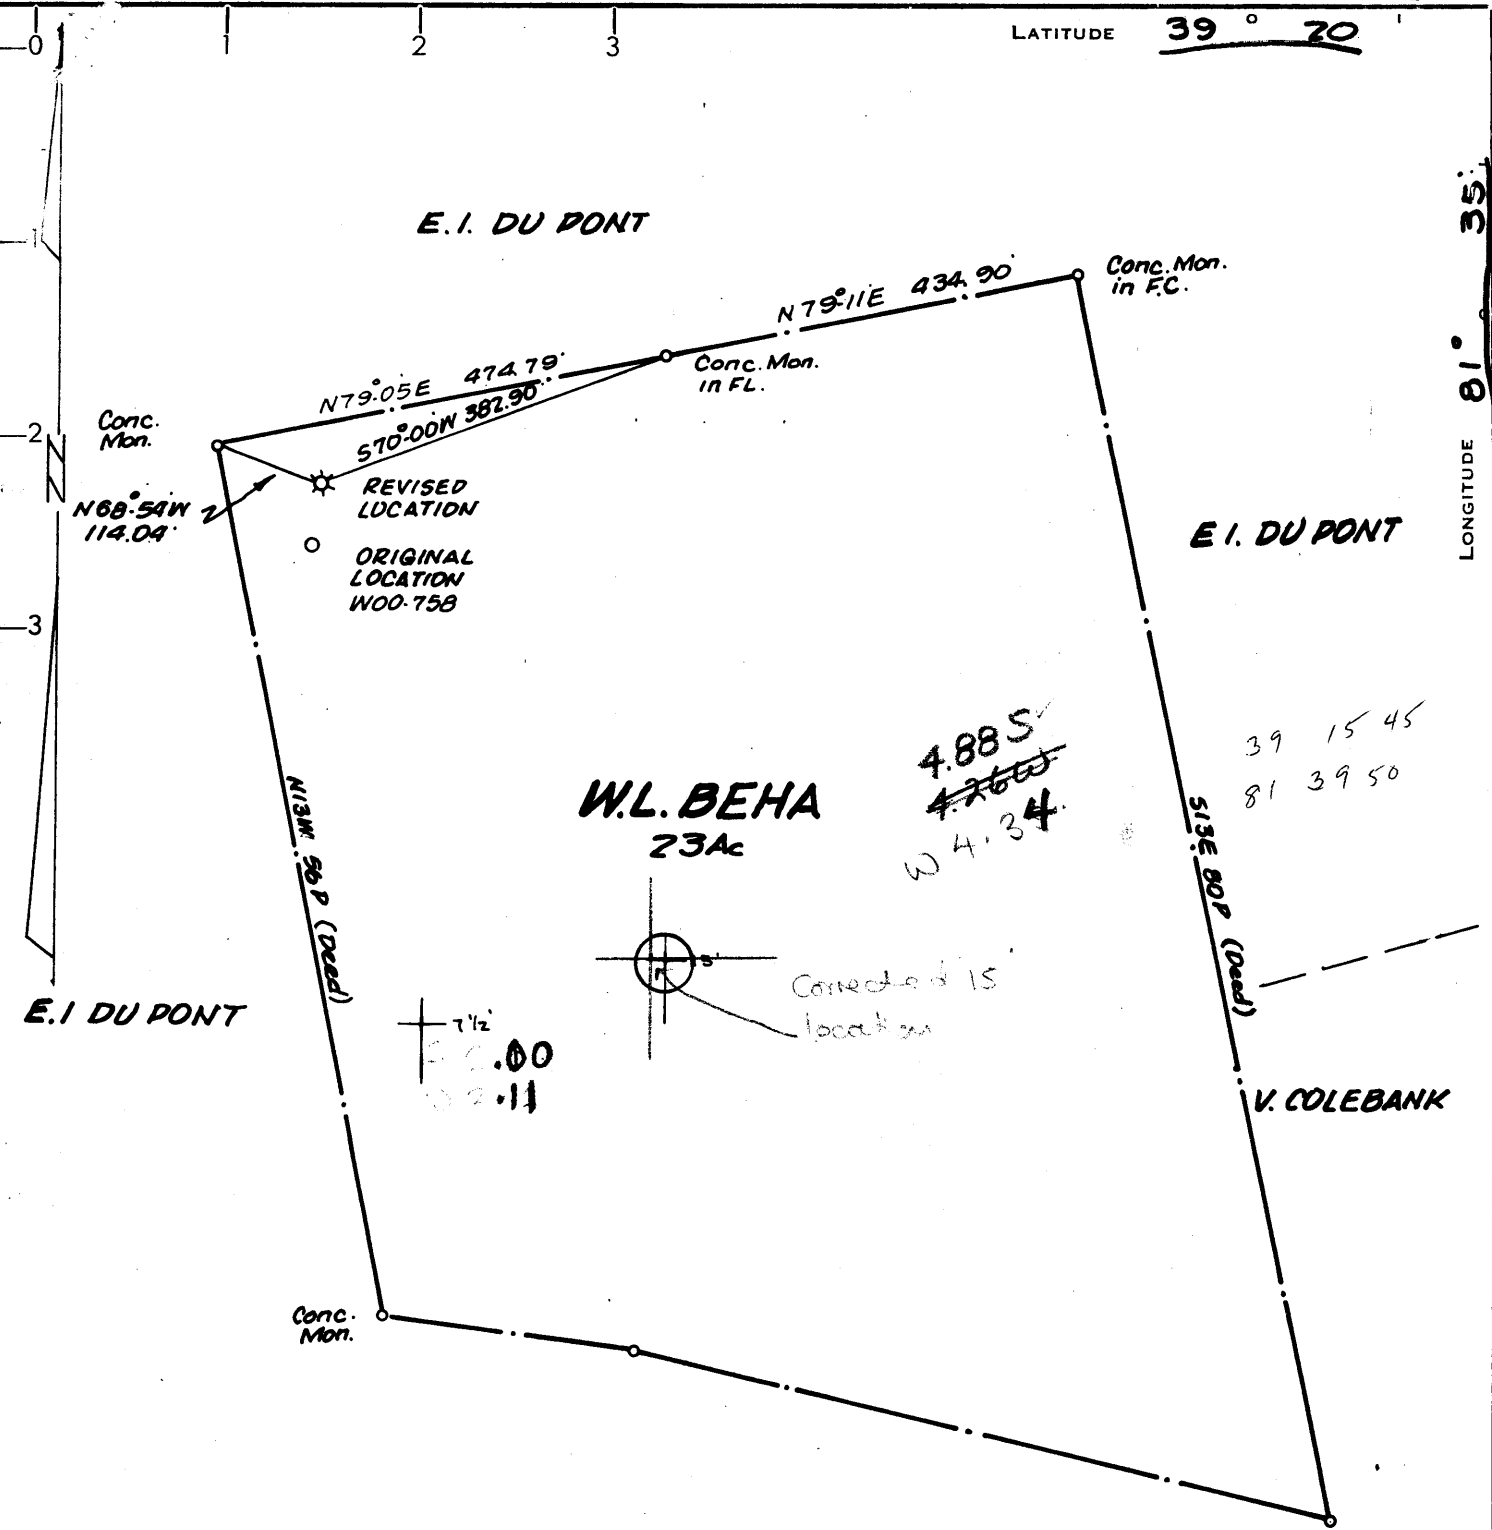 0 1 2 3
LATITUDE 39° 20'
1
2
3
LONGITUDE 81° 35'
E.I. DU PONT
N79°11E 434.90'
Conc. Mon.
in F.C.
N79°05E 474.79'
Conc. Mon.
in FL.
S70°00W 382.90'
Conc.
Mon.
N68°54W
114.04'
REVISED
LOCATION
ORIGINAL
LOCATION
WOO-758
E I. DU PONT
4.88 S
4.26W
W 4.34
39 15 45
81 39 50
W.L. BEHA
23Ac
N13W 56P (Deed)
S13E 80P (Deed)
15'
Corrected 15'
location
E.I DU PONT
7 1/2'
.00
2.11
V. COLEBANK
Conc.
Mon.